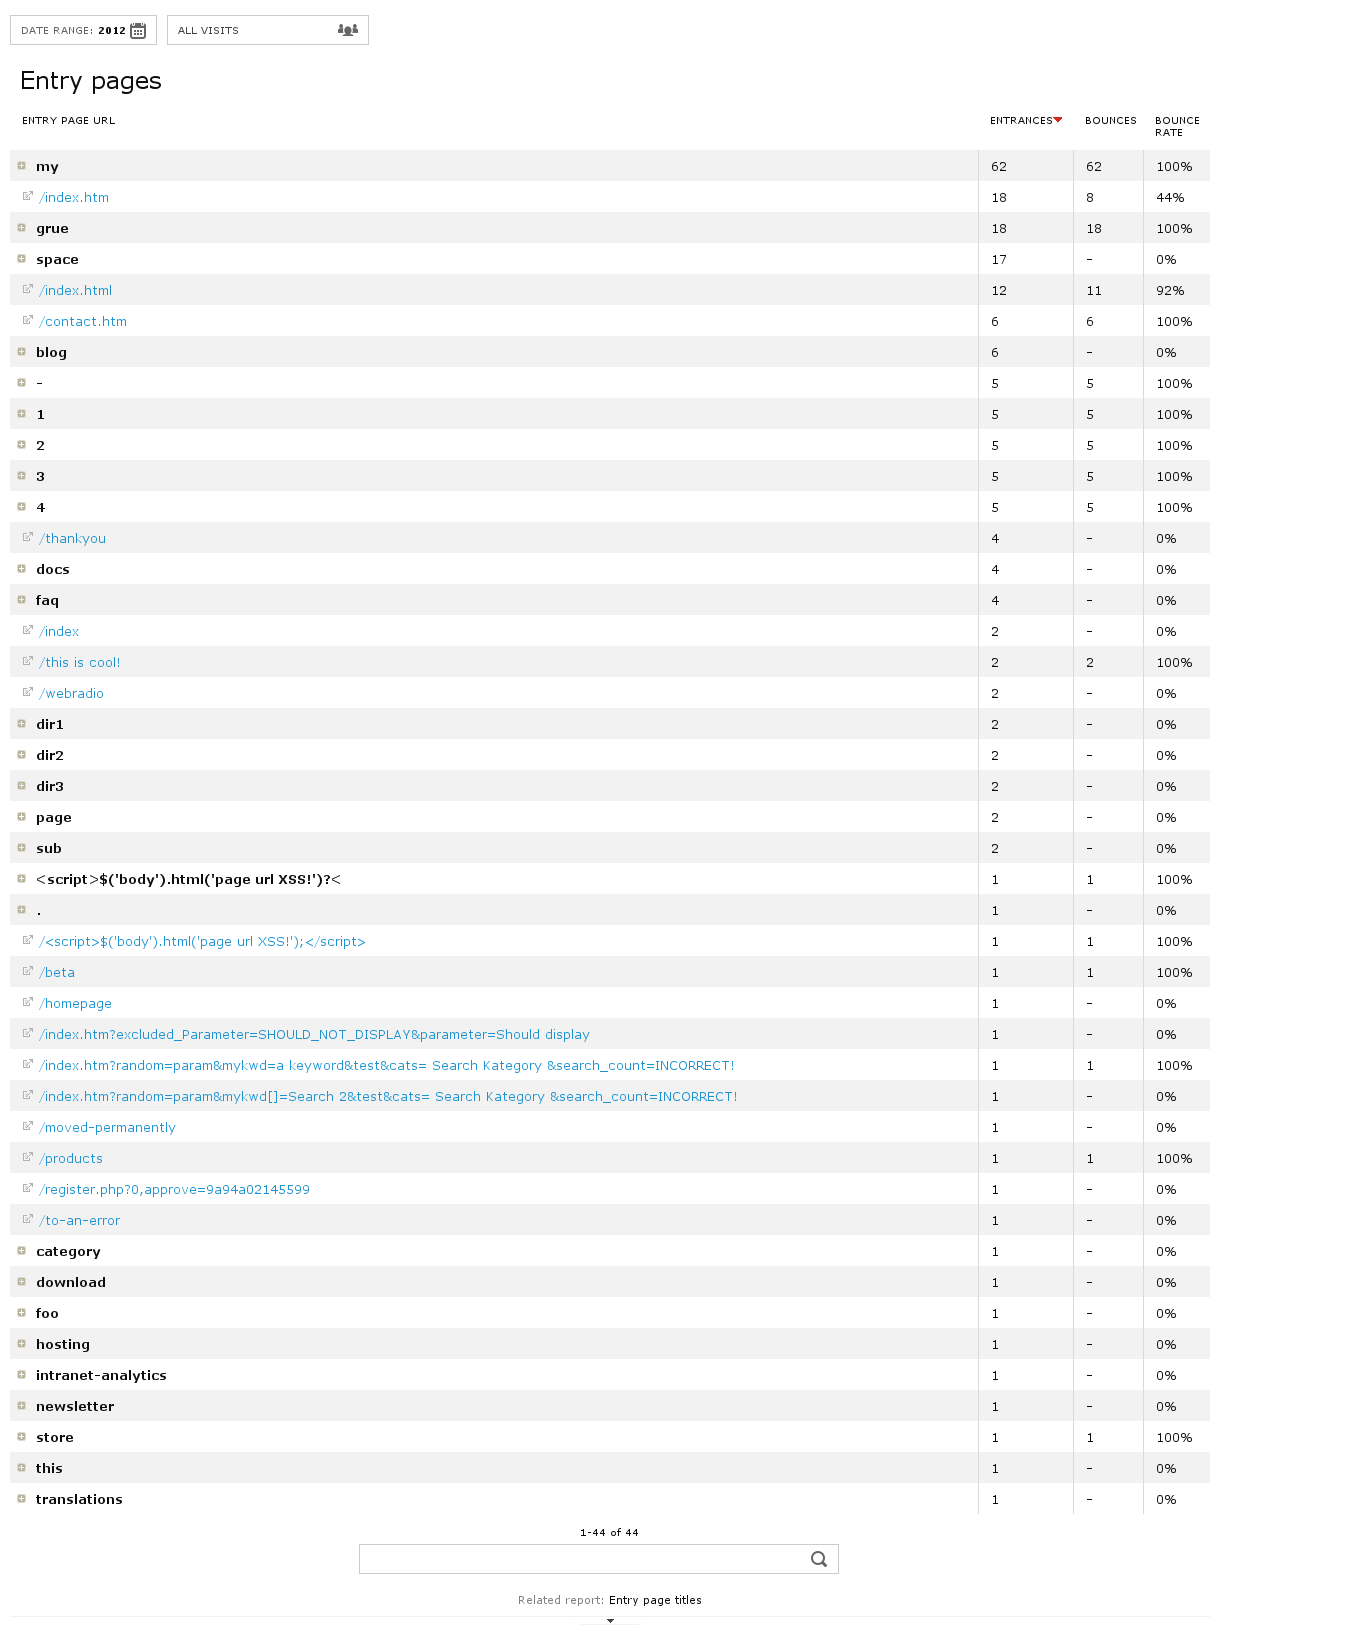 DATE RANGE: 2012 ALL VISITS
Entry pages
ENTRY PAGE URL ENTRANCES BOUNCES BOUNCE RATE
my 62 62 100%
/index.htm 18 8 44%
grue 18 18 100%
space 17 - 0%
/index.html 12 11 92%
/contact.htm 6 6 100%
blog 6 - 0%
- 5 5 100%
1 5 5 100%
2 5 5 100%
3 5 5 100%
4 5 5 100%
/thankyou 4 - 0%
docs 4 - 0%
faq 4 - 0%
/index 2 - 0%
/this is cool! 2 2 100%
/webradio 2 - 0%
dir1 2 - 0%
dir2 2 - 0%
dir3 2 - 0%
page 2 - 0%
sub 2 - 0%
<script>$('body').html('page url XSS!')?< 1 1 100%
. 1 - 0%
/<script>$('body').html('page url XSS!');</script> 1 1 100%
/beta 1 1 100%
/homepage 1 - 0%
/index.htm?excluded_Parameter=SHOULD_NOT_DISPLAY&parameter=Should display 1 - 0%
/index.htm?random=param&mykwd=a keyword&test&cats= Search Kategory &search_count=INCORRECT! 1 1 100%
/index.htm?random=param&mykwd[]=Search 2&test&cats= Search Kategory &search_count=INCORRECT! 1 - 0%
/moved-permanently 1 - 0%
/products 1 1 100%
/register.php?0,approve=9a94a02145599 1 - 0%
/to-an-error 1 - 0%
category 1 - 0%
download 1 - 0%
foo 1 - 0%
hosting 1 - 0%
intranet-analytics 1 - 0%
newsletter 1 - 0%
store 1 1 100%
this 1 - 0%
translations 1 - 0%
1-44 of 44
Related report: Entry page titles